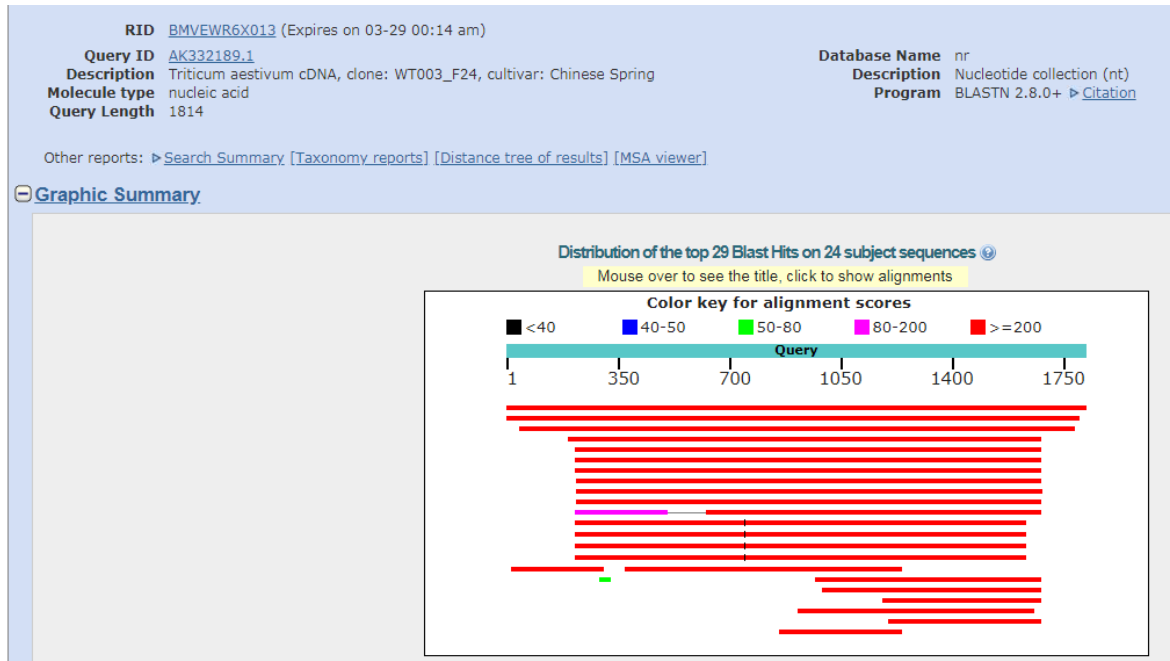 RID BMVEWR6X013 (Expires on 03-29 00:14 am)
Query ID AK332189.1
Description Triticum aestivum cDNA, clone: WT003_F24, cultivar: Chinese Spring
Molecule type nucleic acid
Query Length 1814
Database Name nr
Description Nucleotide collection (nt)
Program BLASTN 2.8.0+ ▹ Citation
Other reports: ▹ Search Summary [Taxonomy reports] [Distance tree of results] [MSA viewer]
Graphic Summary
Distribution of the top 29 Blast Hits on 24 subject sequences
Mouse over to see the title, click to show alignments
Color key for alignment scores
<40 40-50 50-80 80-200 >=200
Query
1 350 700 1050 1400 1750